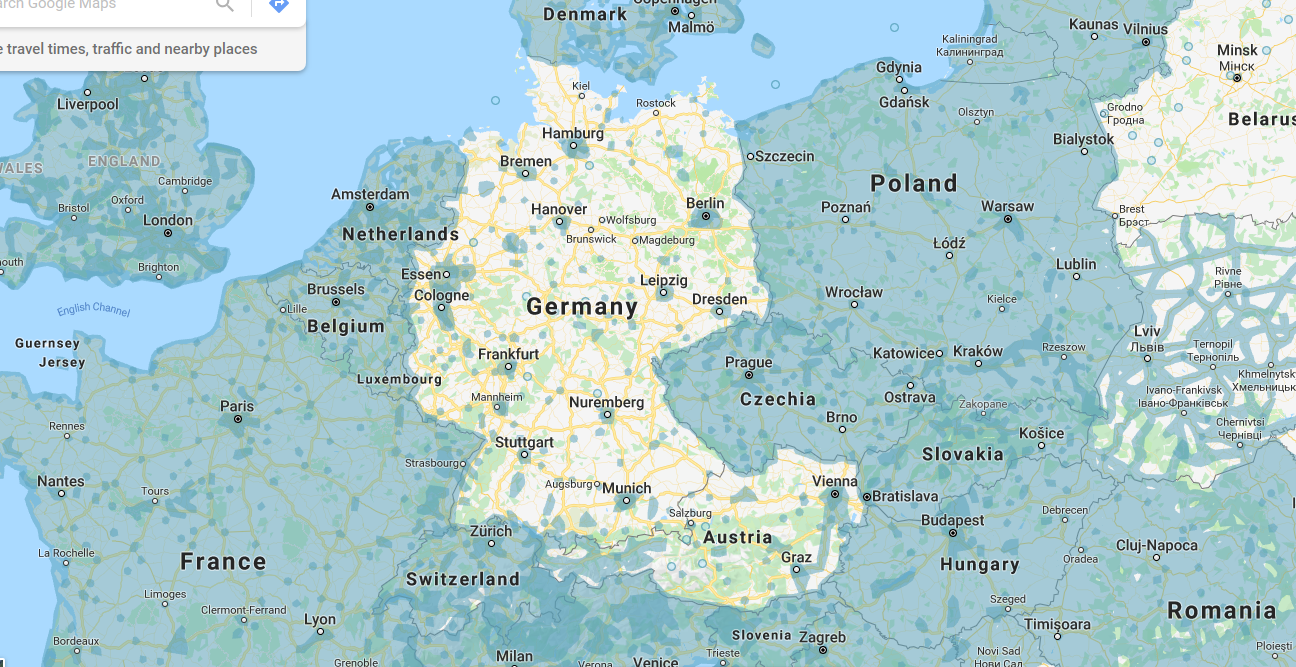 rch Google Maps
e travel times, traffic and nearby places
Denmark
Copenhagen
Malmö
Kaunas
Vilnius
Kaliningrad
Калининград
Minsk
Мінск
Liverpool
Kiel
Gdynia
Gdańsk
Rostock
Olsztyn
Grodno
Гродна
Belarus
Hamburg
Bialystok
WALES
ENGLAND
Bremen
Szczecin
Cambridge
Amsterdam
Poland
Oxford
Bristol
London
Hanover
Wolfsburg
Berlin
Poznań
Warsaw
Brest
Брэст
Netherlands
Brunswick
Magdeburg
Łódź
outh
Brighton
Essen
Lublin
Rivne
Рівне
Brussels
Cologne
Leipzig
Dresden
Wrocław
Kielce
English Channel
Lille
Germany
Belgium
Guernsey
Jersey
Lviv
Львів
Frankfurt
Prague
Katowice
Kraków
Rzeszow
Ternopil
Тернопіль
Luxembourg
Khmelnytsk
Хмельницьк
Mannheim
Nuremberg
Czechia
Ostrava
Zakopane
Ivano-Frankivsk
Івано-Франківськ
Paris
Brno
Rennes
Košice
Chernivtsi
Чернівці
Stuttgart
Slovakia
Strasbourg
Nantes
Tours
Augsburg
Munich
Vienna
Bratislava
Salzburg
Budapest
Debrecen
Zürich
Austria
La Rochelle
Graz
Cluj-Napoca
Oradea
France
Switzerland
Hungary
Limoges
Clermont-Ferrand
Szeged
Romania
Lyon
Timișoara
Bordeaux
Slovenia
Zagreb
Ploiești
Grenoble
Milan
Verona
Venice
Trieste
Novi Sad
Нови Сад